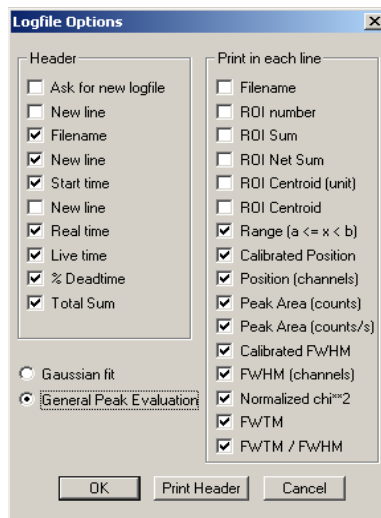 Logfile Options
Header
Ask for new logfile
New line
Filename
New line
Start time
New line
Real time
Live time
% Deadtime
Total Sum
Gaussian fit
General Peak Evaluation
Print in each line
Filename
ROI number
ROI Sum
ROI Net Sum
ROI Centroid (unit)
ROI Centroid
Range (a <= x < b)
Calibrated Position
Position (channels)
Peak Area (counts)
Peak Area (counts/s)
Calibrated FWHM
FWHM (channels)
Normalized chi**2
FWTM
FWTM / FWHM
OK
Print Header
Cancel